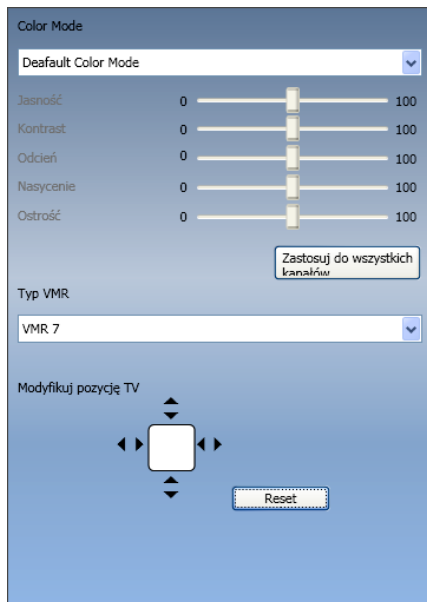 Color Mode
Deafault Color Mode
Jasność 0 100
Kontrast 0 100
Odcień 0 100
Nasycenie 0 100
Ostrość 0 100
Zastosuj do wszystkich
kanałów
Typ VMR
VMR 7
Modyfikuj pozycję TV
Reset